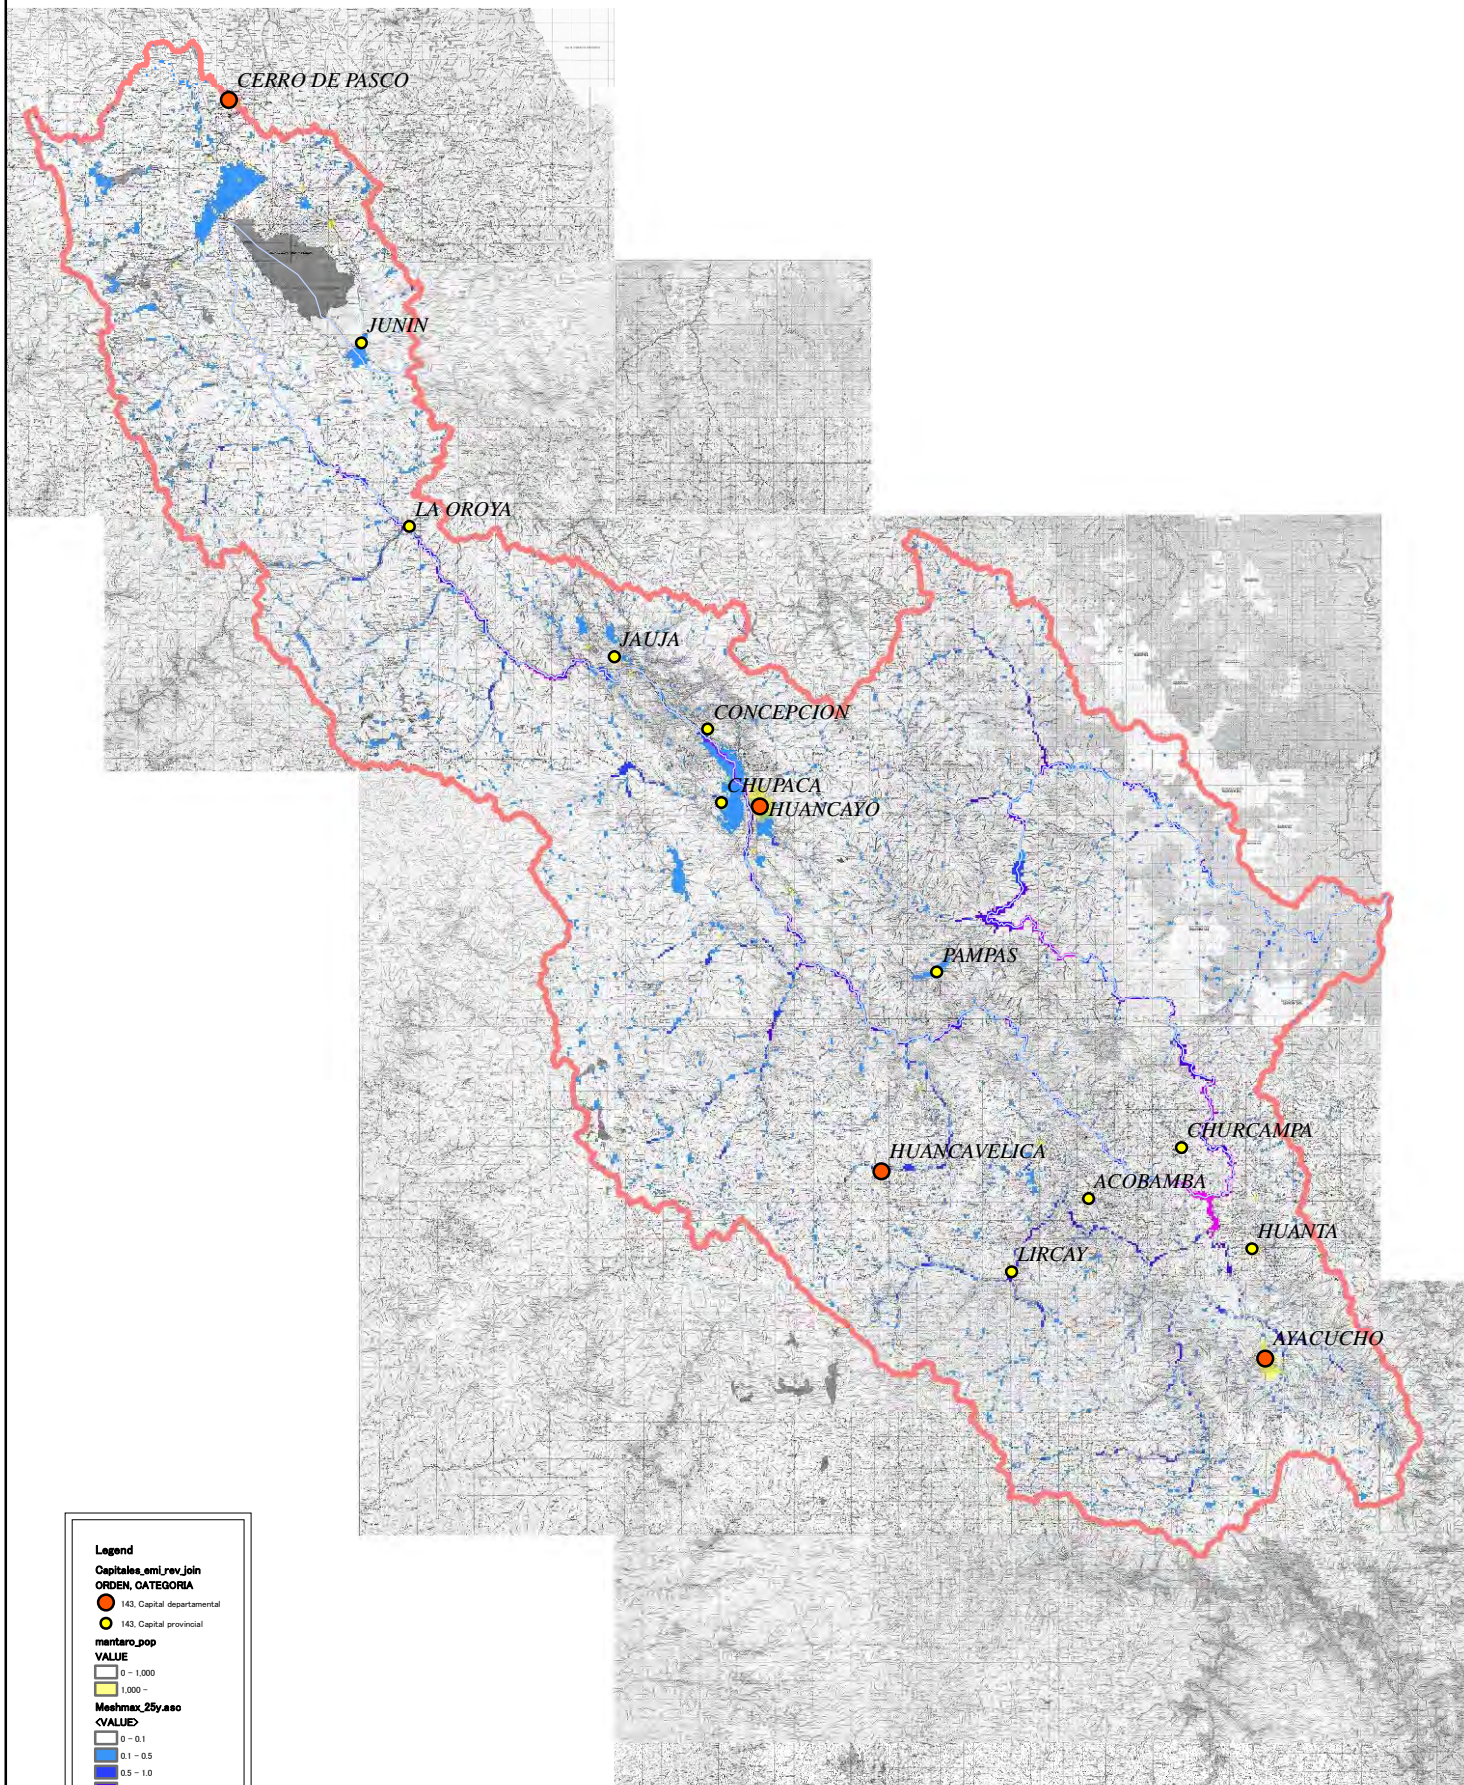 CERRO DE PASCO
JUNIN
LA OROYA
JAUJA
CONCEPCION
CHUPACA
HUANCAYO
PAMPAS
CHURCAMPA
HUANCAVELICA
ACOBAMBA
HUANTA
LIRCAY
AYACUCHO
Legend
Capitales_emi_rev_join
ORDEN, CATEGORIA
143, Capital departamental
143, Capital provincial
mantaro_pop
VALUE
0 - 1,000
1,000 -
Meshmax_25y.asc
<VALUE>
0 - 0.1
0.1 - 0.5
0.5 - 1.0